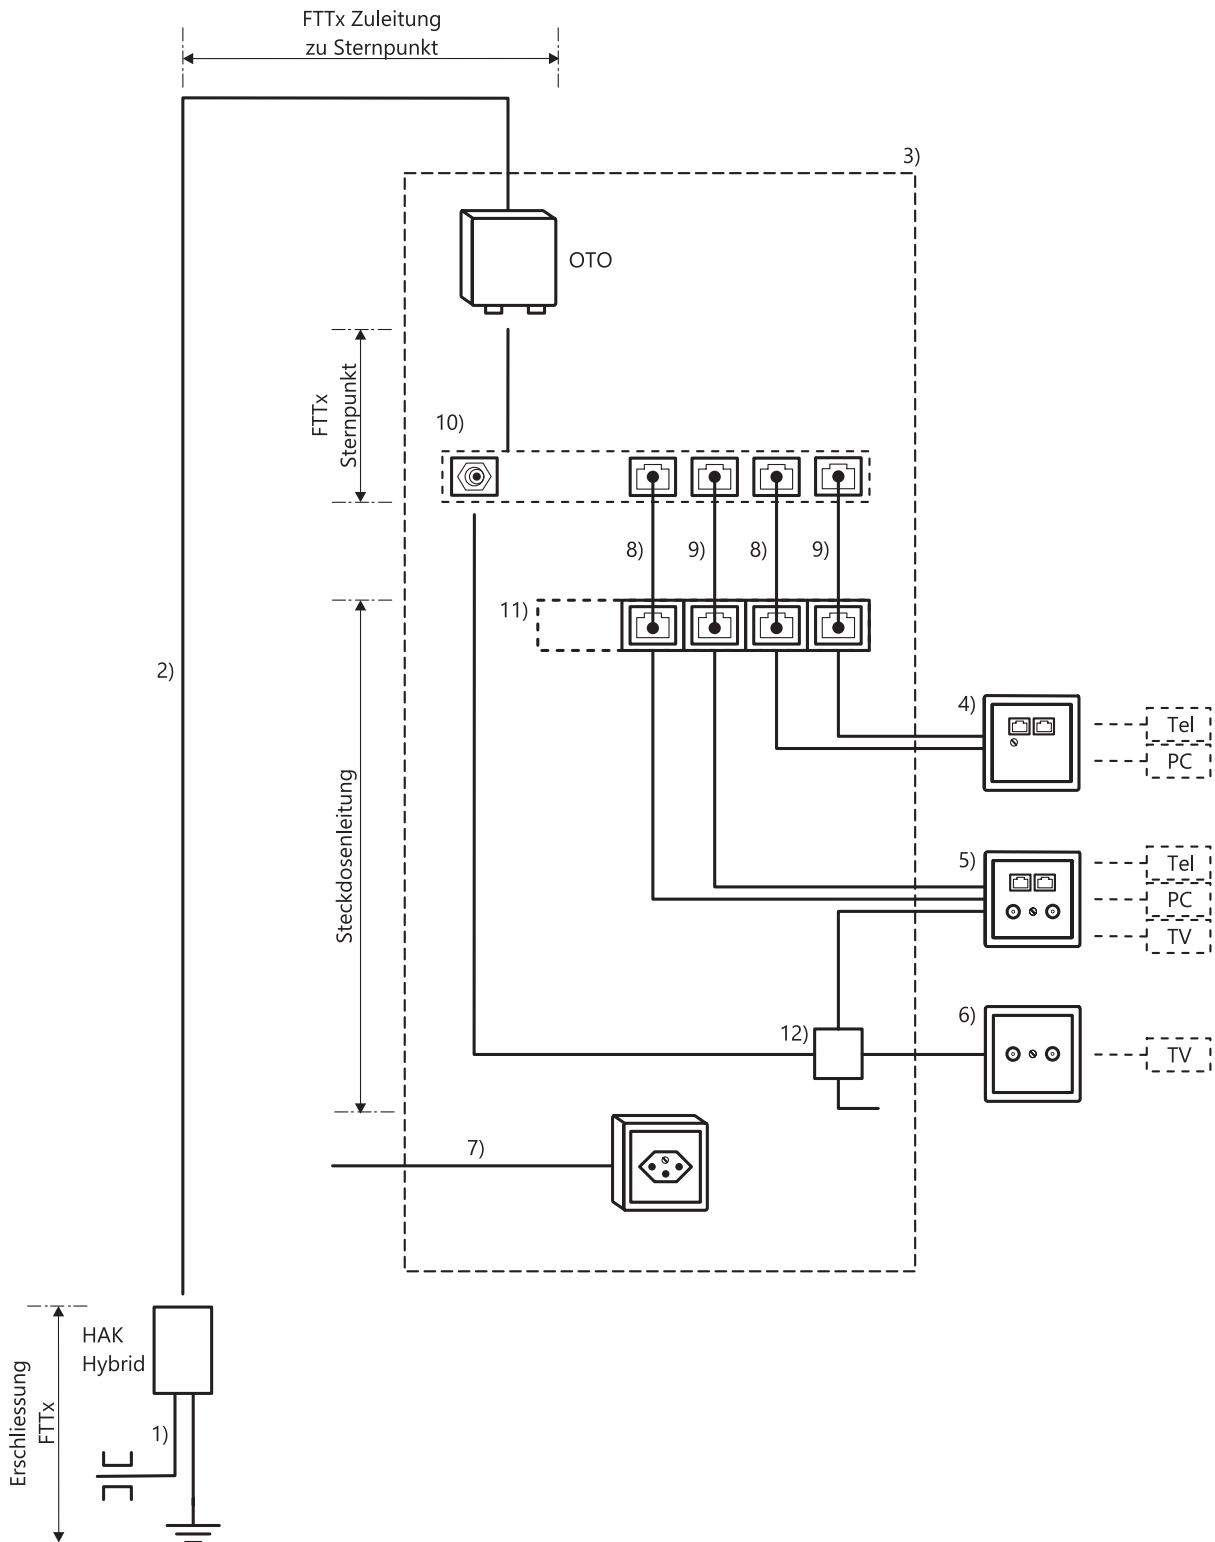 FTTx Zuleitung
zu Sternpunkt
3)
OTO
FTTx
Sternpunkt
10)
8)
9)
8)
9)
11)
2)
4)
Tel
PC
Steckdosenleitung
5)
Tel
PC
TV
6)
12)
TV
7)
HAK
Hybrid
Erschliessung
FTTx
1)